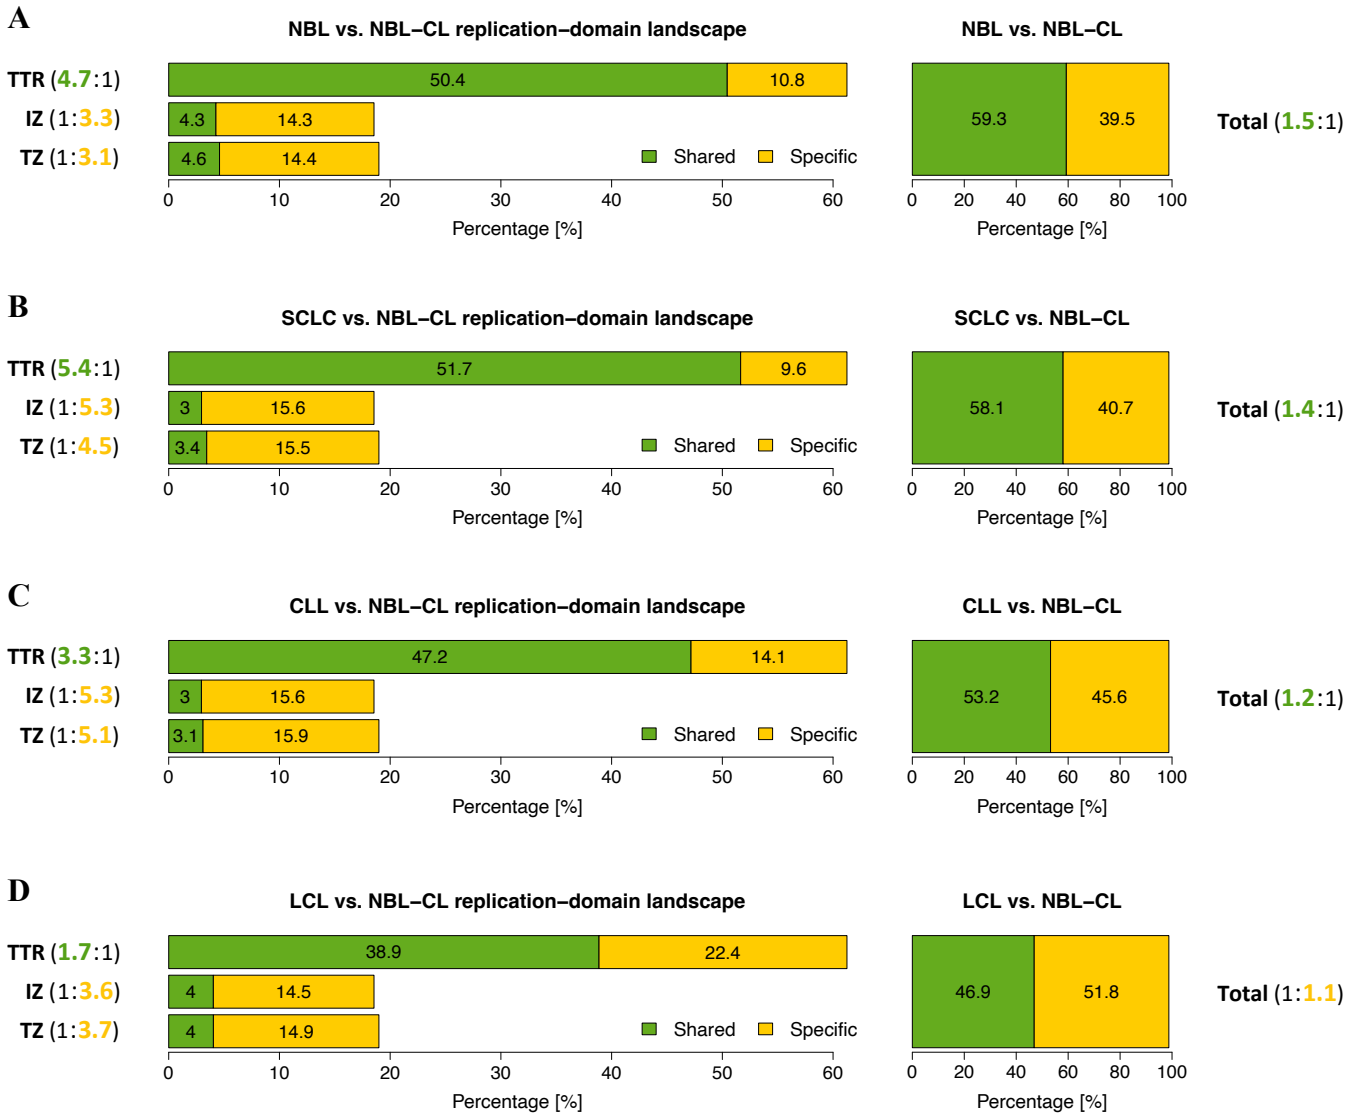 A
NBL vs. NBL–CL replication–domain landscape
NBL vs. NBL–CL
TTR (4.7:1)
50.4
10.8
IZ (1:3.3)
4.3
14.3
TZ (1:3.1)
4.6
14.4
Shared
Specific
0 10 20 30 40 50 60
Percentage [%]
59.3
39.5
Total (1.5:1)
0 20 40 60 80 100
Percentage [%]
B
SCLC vs. NBL–CL replication–domain landscape
SCLC vs. NBL–CL
TTR (5.4:1)
51.7
9.6
IZ (1:5.3)
3
15.6
TZ (1:4.5)
3.4
15.5
Shared
Specific
0 10 20 30 40 50 60
Percentage [%]
58.1
40.7
Total (1.4:1)
0 20 40 60 80 100
Percentage [%]
C
CLL vs. NBL–CL replication–domain landscape
CLL vs. NBL–CL
TTR (3.3:1)
47.2
14.1
IZ (1:5.3)
3
15.6
TZ (1:5.1)
3.1
15.9
Shared
Specific
0 10 20 30 40 50 60
Percentage [%]
53.2
45.6
Total (1.2:1)
0 20 40 60 80 100
Percentage [%]
D
LCL vs. NBL–CL replication–domain landscape
LCL vs. NBL–CL
TTR (1.7:1)
38.9
22.4
IZ (1:3.6)
4
14.5
TZ (1:3.7)
4
14.9
Shared
Specific
0 10 20 30 40 50 60
Percentage [%]
46.9
51.8
Total (1:1.1)
0 20 40 60 80 100
Percentage [%]